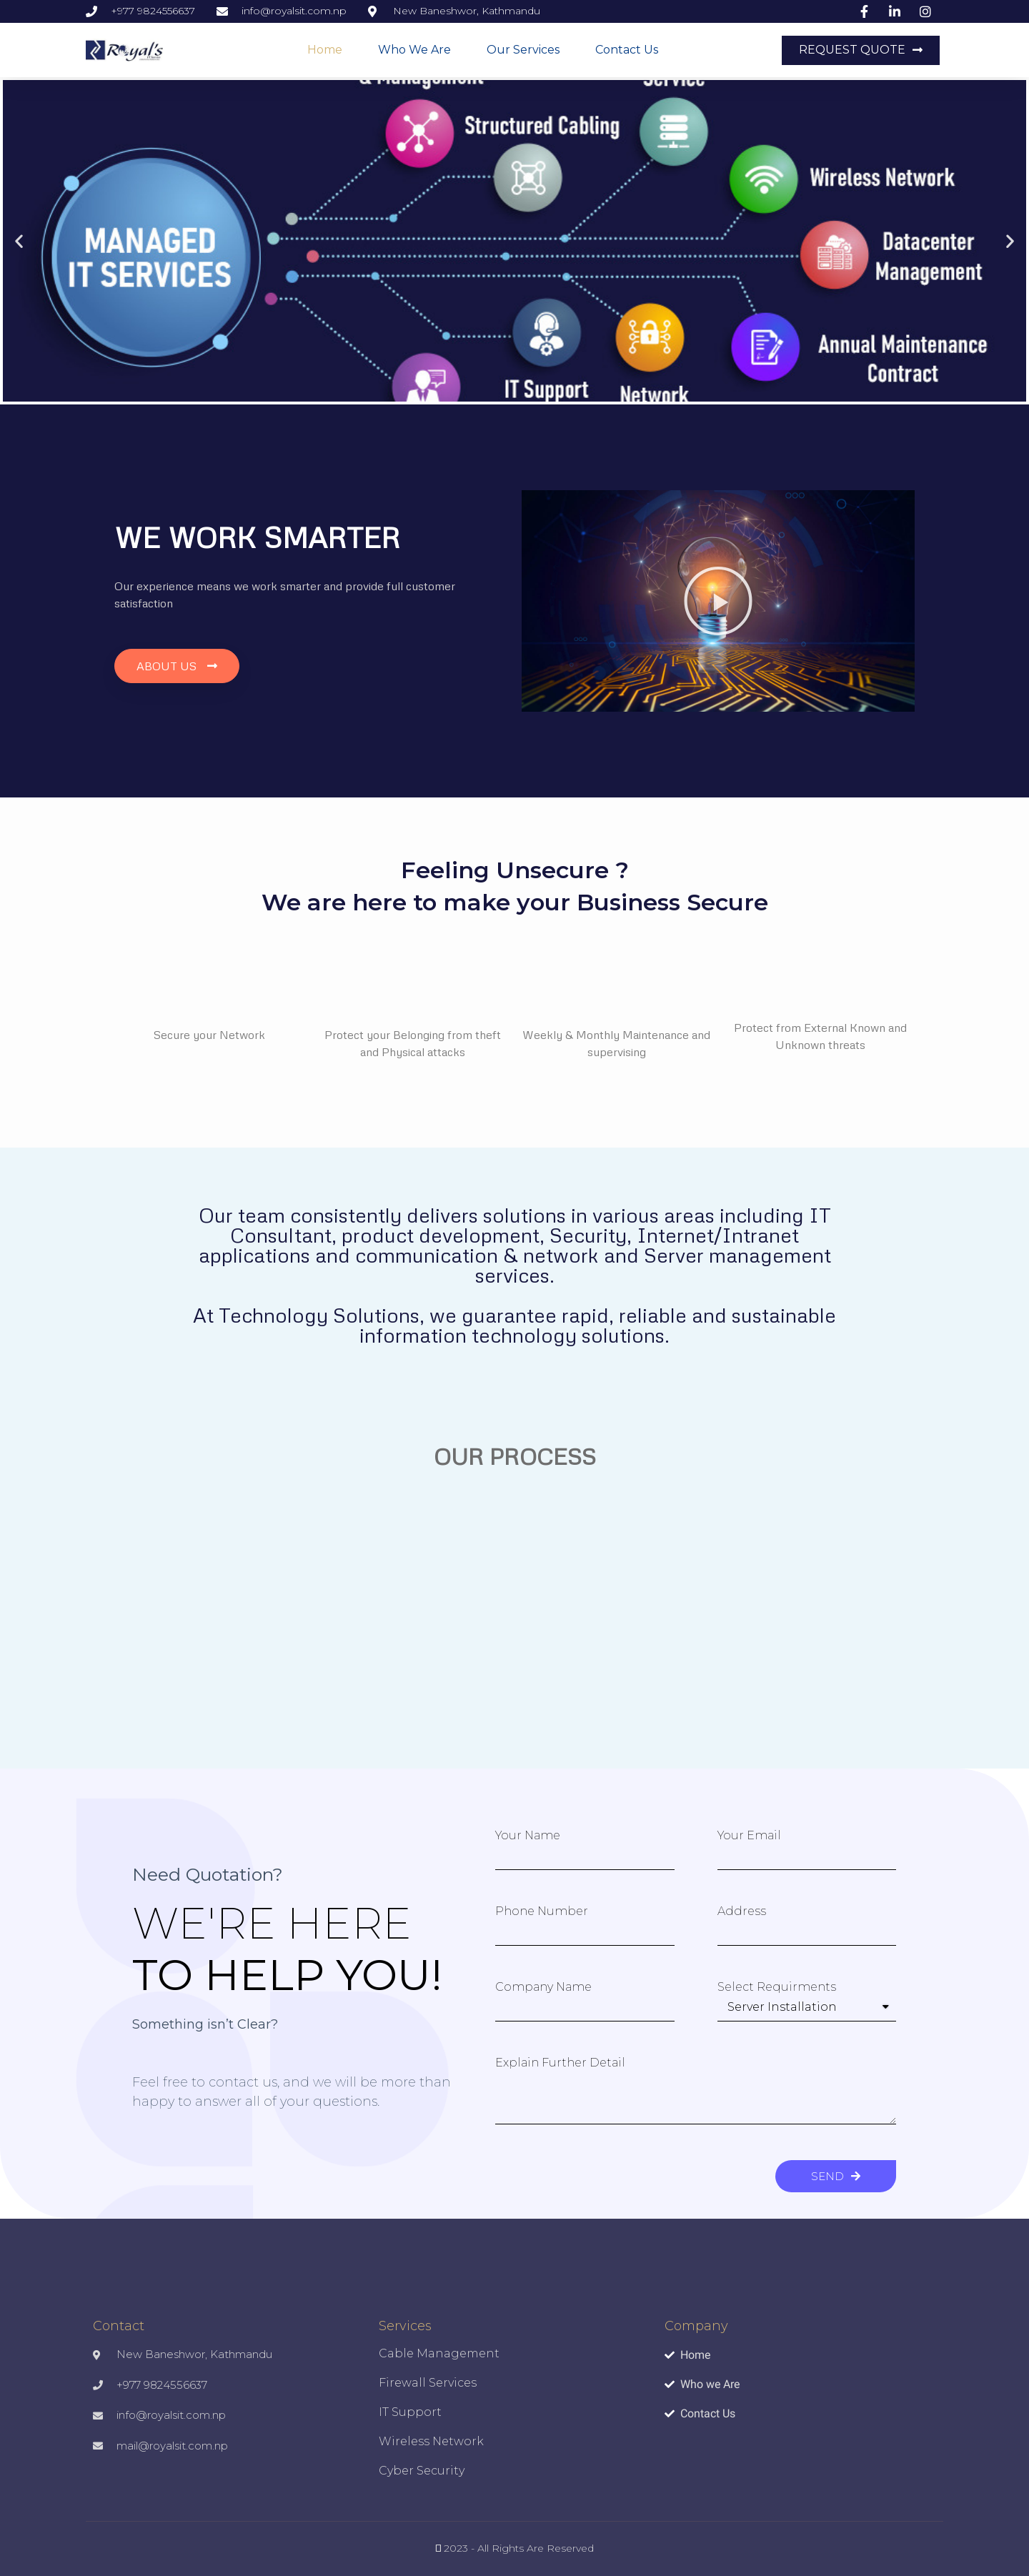 +977 9824556637
info@royalsit.com.np
New Baneshwor, Kathmandu
Royal's
Home
Who We Are
Our Services
Contact Us
REQUEST QUOTE
& Management
Service
Structured Cabling
Wireless Network
MANAGED
IT SERVICES
Datacenter
Management
Annual Maintenance
Contract
IT Support
Network
WE WORK SMARTER
Our experience means we work smarter and provide full customer
satisfaction
ABOUT US
Feeling Unsecure ?
We are here to make your Business Secure
Secure your Network
Protect your Belonging from theft
and Physical attacks
Weekly & Monthly Maintenance and
supervising
Protect from External Known and
Unknown threats
Our team consistently delivers solutions in various areas including IT
Consultant, product development, Security, Internet/Intranet
applications and communication & network and Server management
services.
At Technology Solutions, we guarantee rapid, reliable and sustainable
information technology solutions.
OUR PROCESS
Need Quotation?
WE'RE HERE
TO HELP YOU!
Something isn’t Clear?
Feel free to contact us, and we will be more than
happy to answer all of your questions.
Your Name
Your Email
Phone Number
Address
Company Name
Select Requirments
Server Installation
Explain Further Detail
SEND
Contact
New Baneshwor, Kathmandu
+977 9824556637
info@royalsit.com.np
mail@royalsit.com.np
Services
Cable Management
Firewall Services
IT Support
Wireless Network
Cyber Security
Company
Home
Who we Are
Contact Us
2023 - All Rights Are Reserved